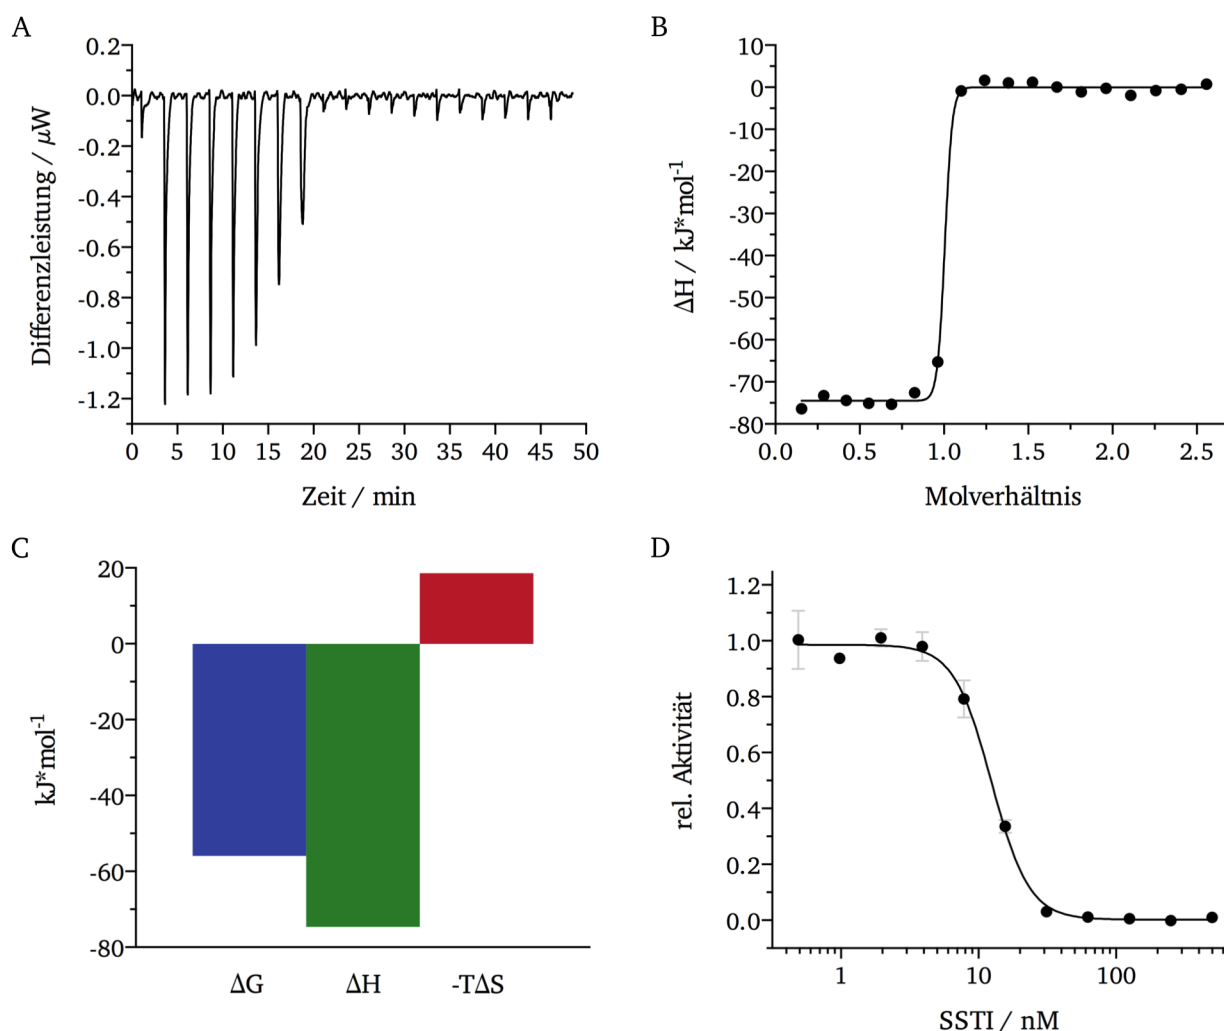 A
0.2
0.0
-0.2
-0.4
-0.6
-0.8
-1.0
-1.2
Differenzleistung / µW
0 5 10 15 20 25 30 35 40 45 50
Zeit / min
B
10
0
-10
-20
-30
-40
-50
-60
-70
-80
ΔH / kJ*mol⁻¹
0.0 0.5 1.0 1.5 2.0 2.5
Molverhältnis
C
20
0
-20
-40
-60
-80
kJ*mol⁻¹
ΔG ΔH -TΔS
D
1.2
1.0
0.8
0.6
0.4
0.2
0.0
rel. Aktivität
1 10 100
SSTI / nM